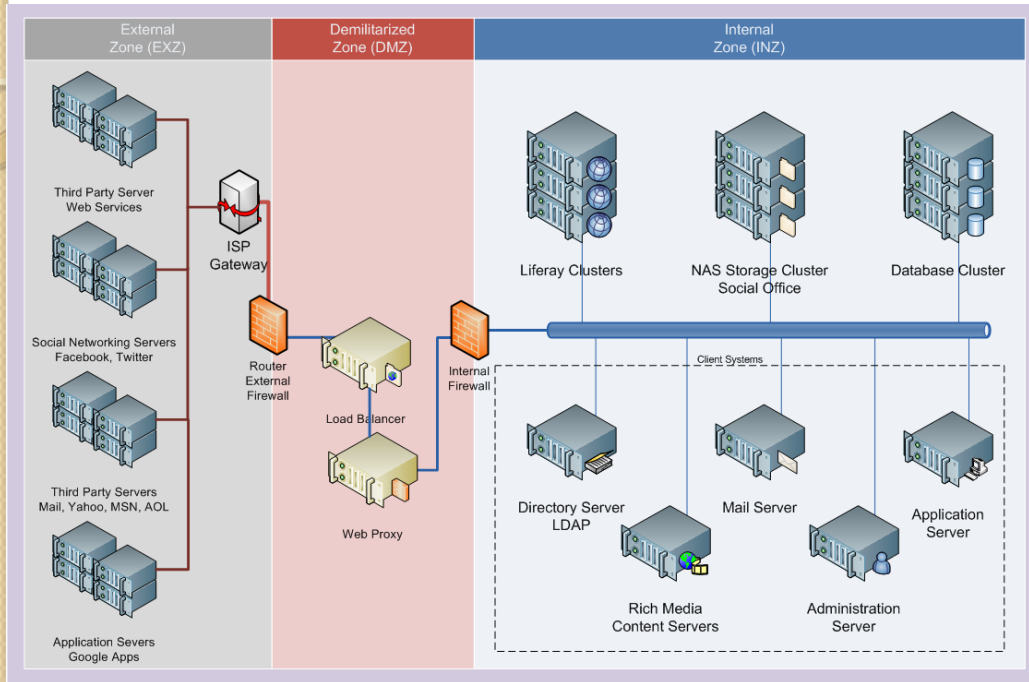 External
Zone (EXZ)
Demilitarized
Zone (DMZ)
Internal
Zone (INZ)
Third Party Server
Web Services
ISP
Gateway
Social Networking Servers
Facebook, Twitter
Router
External
Firewall
Load Balancer
Internal
Firewall
Third Party Servers
Mail, Yahoo, MSN, AOL
Web Proxy
Application Severs
Google Apps
Liferay Clusters
NAS Storage Cluster
Social Office
Database Cluster
Client Systems
Directory Server
LDAP
Mail Server
Application
Server
Rich Media
Content Servers
Administration
Server